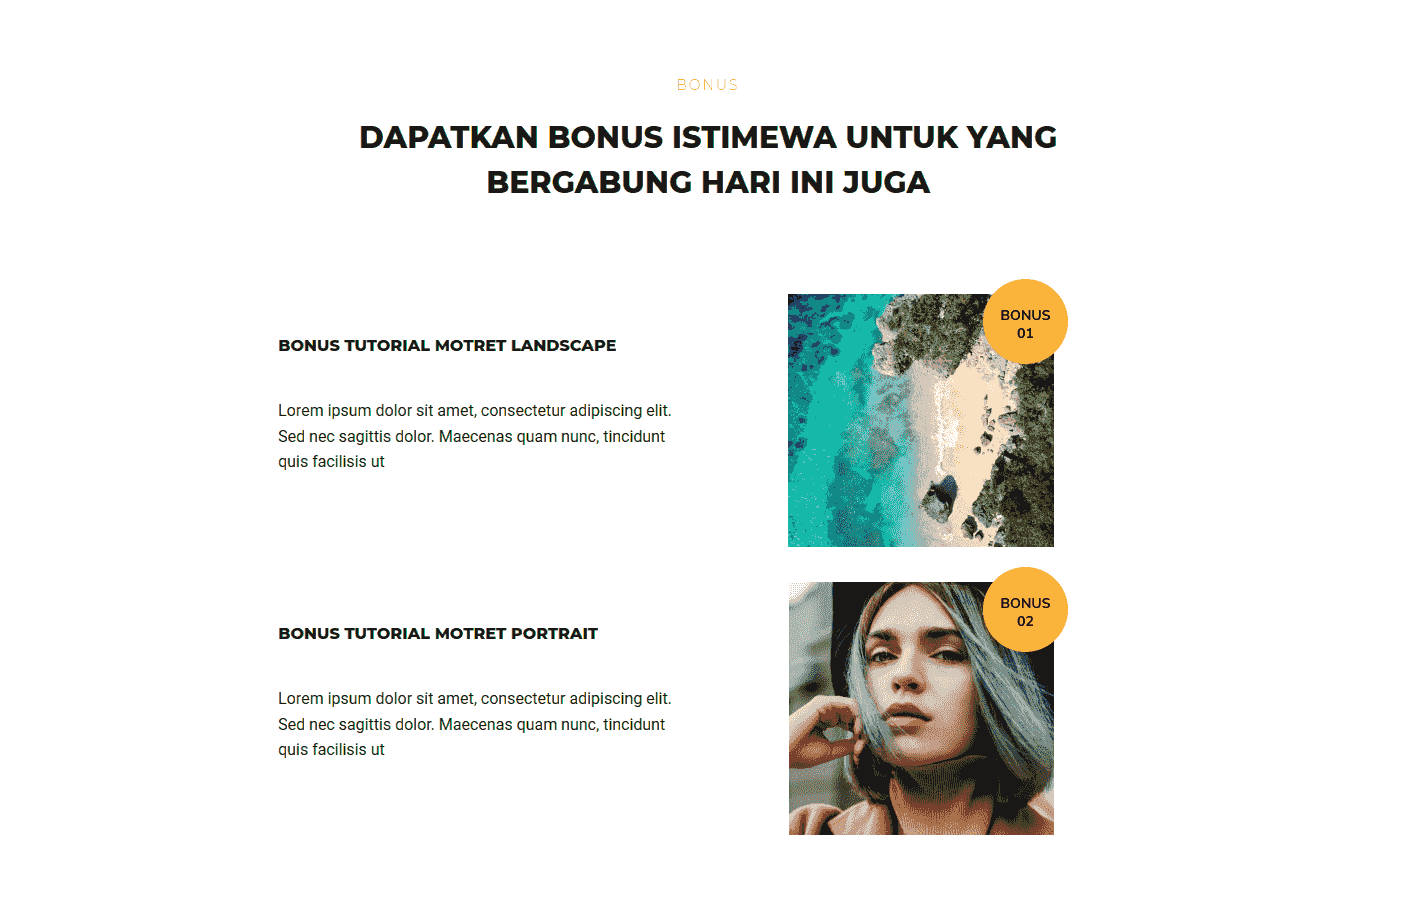 BONUS
DAPATKAN BONUS ISTIMEWA UNTUK YANG
BERGABUNG HARI INI JUGA
BONUS TUTORIAL MOTRET LANDSCAPE
Lorem ipsum dolor sit amet, consectetur adipiscing elit.
Sed nec sagittis dolor. Maecenas quam nunc, tincidunt
quis facilisis ut
BONUS
01
BONUS TUTORIAL MOTRET PORTRAIT
Lorem ipsum dolor sit amet, consectetur adipiscing elit.
Sed nec sagittis dolor. Maecenas quam nunc, tincidunt
quis facilisis ut
BONUS
02